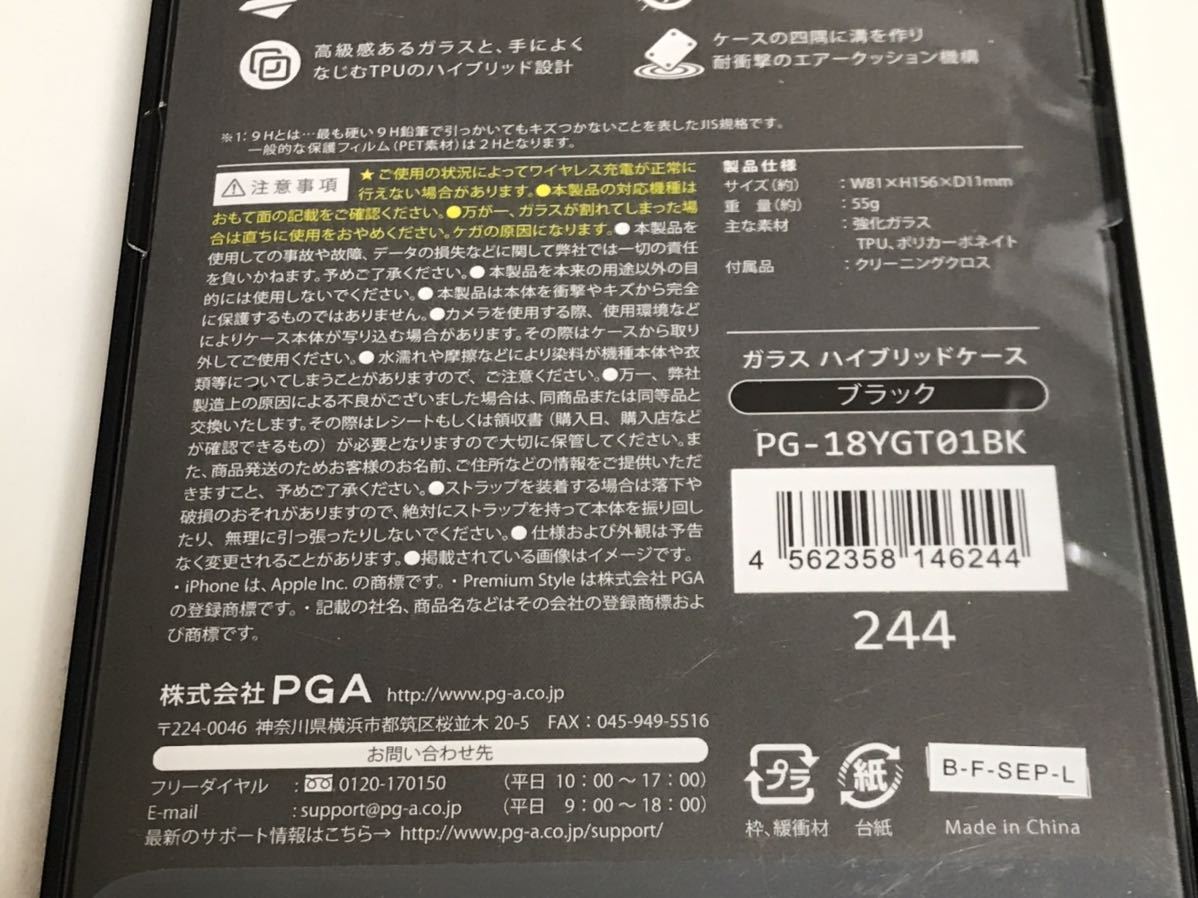 高級感あるガラスと、手によく
なじむTPUのハイブリッド設計
ケースの四隅に溝を作り
耐衝撃のエアークッション機構
※1：9Hとは…最も硬い9H鉛筆で引っかいてもキズつかないことを表したJIS規格です。
一般的な保護フィルム（PET素材）は2Hとなります。
注意事項
★ご使用の状況によってワイヤレス充電が正常に
行えない場合があります。●本製品の対応機種は
おもて面の記載をご確認ください。●万が一、ガラスが割れてしまった場
合は直ちに使用をおやめください。ケガの原因になります。●本製品を
使用しての事故や故障、データの損失などに関して弊社では一切の責任
を負いかねます。予めご了承ください。●本製品を本来の用途以外の目
的には使用しないでください。●本製品は本体を衝撃やキズから完全
に保護するものではありません。●カメラを使用する際、使用環境など
によりケース本体が写り込む場合があります。その際はケースから取り
外してご使用ください。●水濡れや摩擦などにより染料が機種本体や衣
類等についてしまうことがありますので、ご注意ください。●万一、弊社
製造上の原因による不良がございました場合は、同商品または同等品と
交換いたします。その際はレシートもしくは領収書（購入日、購入店など
が確認できるもの）が必要となりますので大切に保管してください。ま
た、商品発送のためお客様のお名前、ご住所などの情報をご提供いただ
きますこと、予めご了承ください。●ストラップを装着する場合は落下や
破損のおそれがありますので、絶対にストラップを持って本体を振り回し
たり、無理に引っ張ったりしないでください。●仕様および外観は予告
なく変更されることがあります。●掲載されている画像はイメージです。
・iPhone は、Apple Inc. の商標です。・Premium Style は株式会社 PGA
の登録商標です。・記載の社名、商品名などはその会社の登録商標およ
び商標です。
製品仕様
サイズ（約）：W81×H156×D11mm
重　量（約）：55g
主な素材　：強化ガラス
TPU、ポリカーボネイト
付属品　：クリーニングクロス
ガラス ハイブリッドケース
ブラック
PG-18YGT01BK
4 562358 146244
244
株式会社 PGA http://www.pg-a.co.jp
〒224-0046 神奈川県横浜市都筑区桜並木 20-5　FAX：045-949-5516
お問い合わせ先
フリーダイヤル　：0120-170150　（平日 10：00～17：00）
E-mail　：support@pg-a.co.jp　（平日 9：00～18：00）
最新のサポート情報はこちら→ http://www.pg-a.co.jp/support/
プラ
枠、緩衝材
紙
台紙
B-F-SEP-L
Made in China